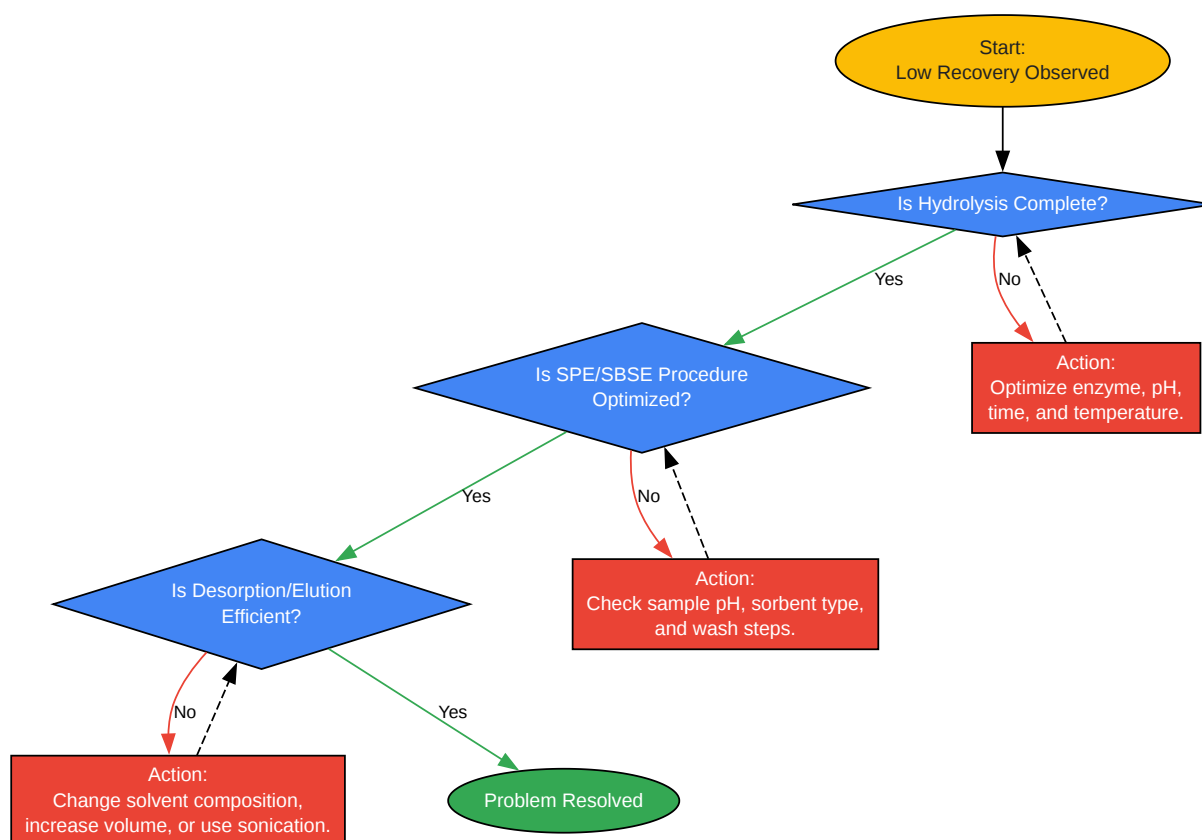 Start:
Low Recovery Observed
Is Hydrolysis Complete?
Yes
No
Action:
Optimize enzyme, pH,
time, and temperature.
Is SPE/SBSE Procedure
Optimized?
Yes
No
Action:
Check sample pH, sorbent type,
and wash steps.
Is Desorption/Elution
Efficient?
No
Yes
Action:
Change solvent composition,
increase volume, or use sonication.
Problem Resolved